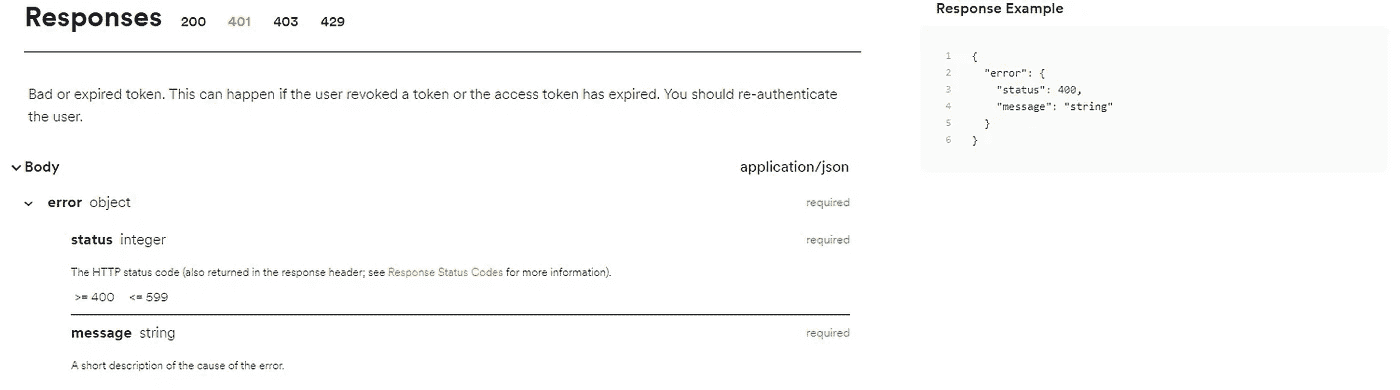 Responses 200 401 403 429
Bad or expired token. This can happen if the user revoked a token or the access token has expired. You should re-authenticate
the user.
Body application/json
error object required
status integer required
The HTTP status code (also returned in the response header; see Response Status Codes for more information).
>= 400 <= 599
message string required
A short description of the cause of the error.
Response Example
1 {
2 "error": {
3 "status": 400,
4 "message": "string"
5 }
6 }